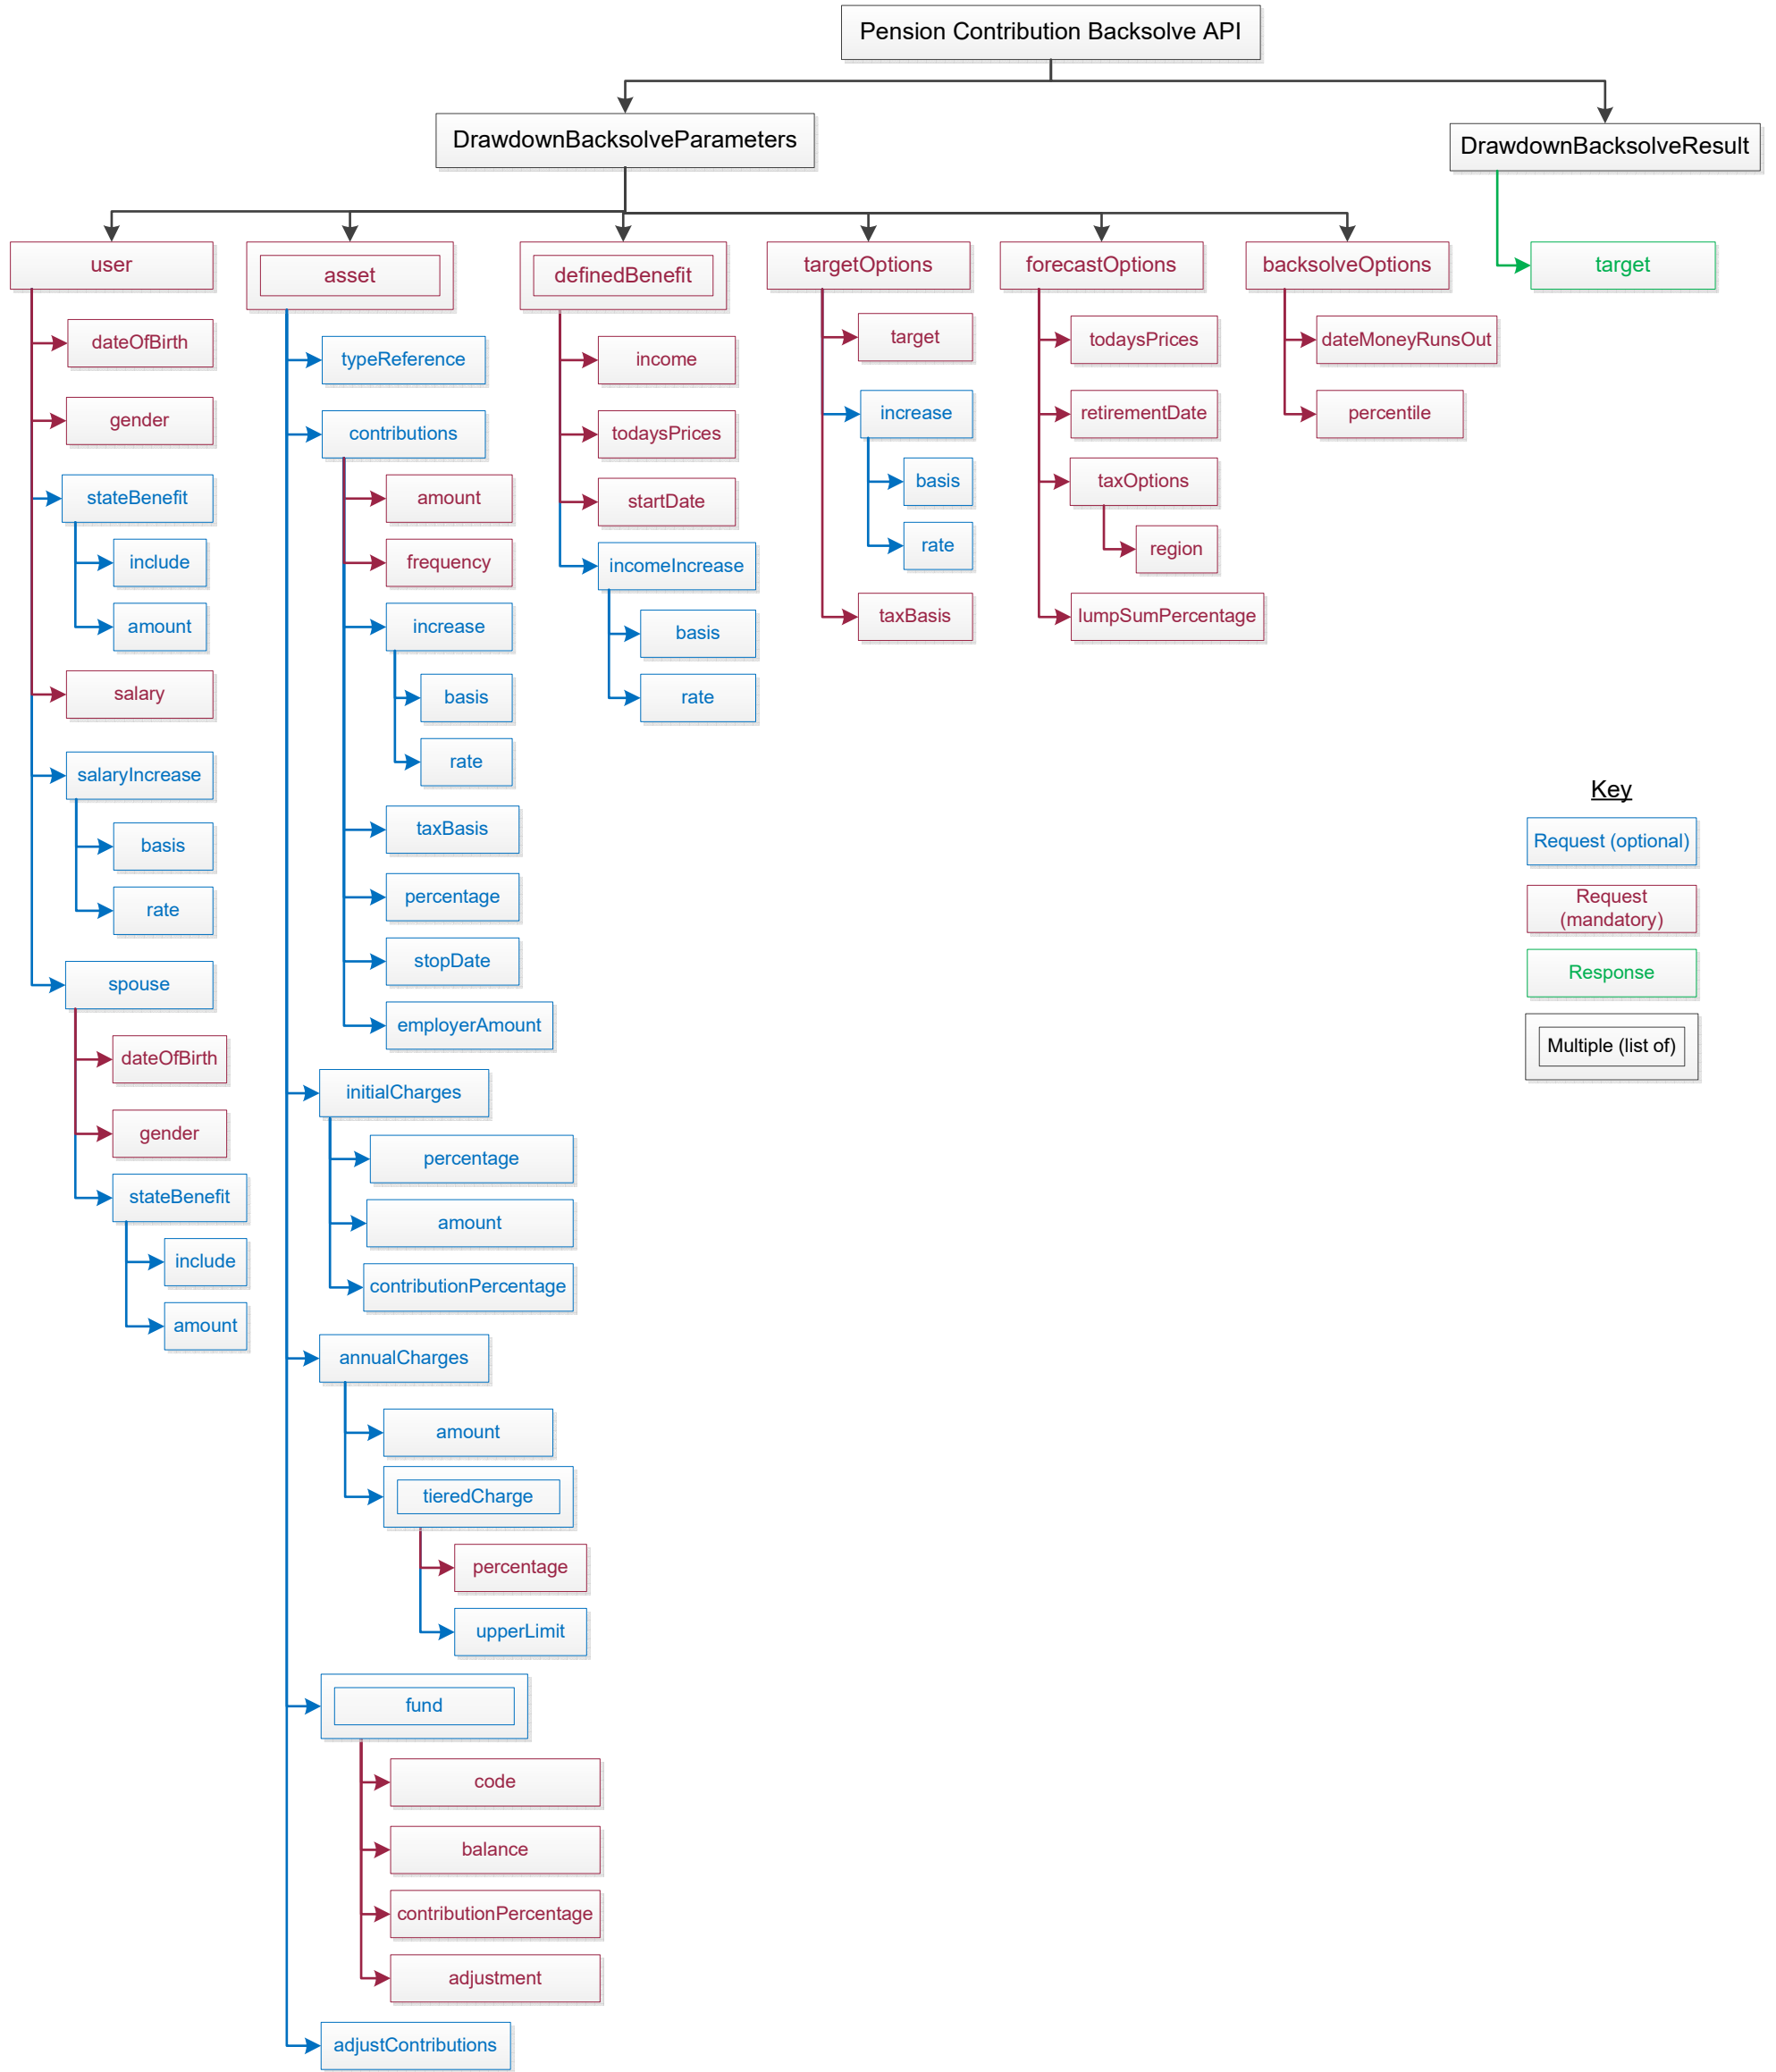 Pension Contribution Backsolve API
DrawdownBacksolveParameters
DrawdownBacksolveResult
user
dateOfBirth
gender
stateBenefit
include
amount
salary
salaryIncrease
basis
rate
spouse
dateOfBirth
gender
stateBenefit
include
amount
asset
typeReference
contributions
amount
frequency
increase
basis
rate
taxBasis
percentage
stopDate
employerAmount
initialCharges
percentage
amount
contributionPercentage
annualCharges
amount
tieredCharge
percentage
upperLimit
fund
code
balance
contributionPercentage
adjustment
adjustContributions
definedBenefit
income
todaysPrices
startDate
incomeIncrease
basis
rate
targetOptions
target
increase
basis
rate
taxBasis
forecastOptions
todaysPrices
retirementDate
taxOptions
region
lumpSumPercentage
backsolveOptions
dateMoneyRunsOut
percentile
target
Key
Request (optional)
Request
(mandatory)
Response
Multiple (list of)